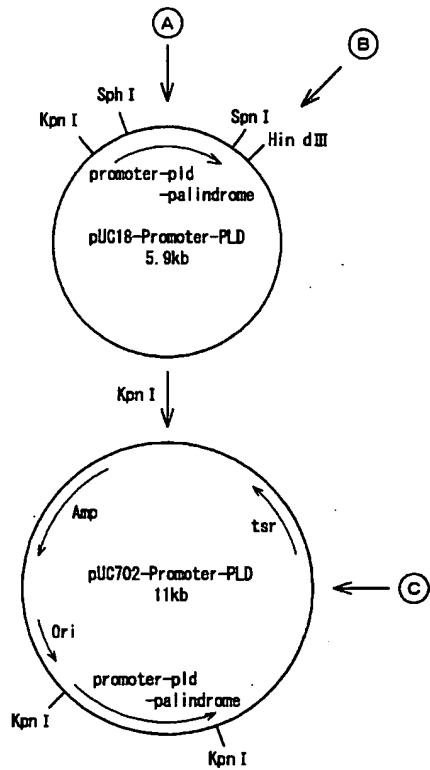 A
B
Sph I
Kpn I
Spn I
Hin dⅢ
promoter-pld
-palindrome
pUC18-Promoter-PLD
5.9kb
Kpn I
Amp
tsr
pUC702-Promoter-PLD
11kb
C
Ori
promoter-pld
-palindrome
Kpn I
Kpn I